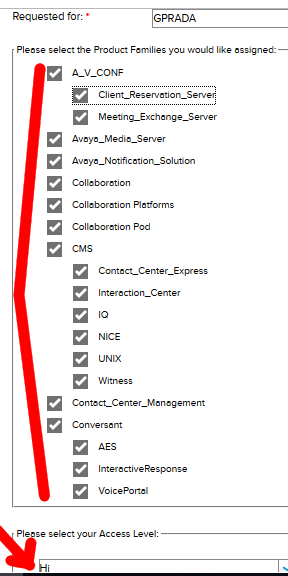 Requested for: *
GPRADA
Please select the Product Families you would like assigned:
A_V_CONF
Client_Reservation_Server
Meeting_Exchange_Server
Avaya_Media_Server
Avaya_Notification_Solution
Collaboration
Collaboration Platforms
Collaboration Pod
CMS
Contact_Center_Express
Interaction_Center
IQ
NICE
UNIX
Witness
Contact_Center_Management
Conversant
AES
InteractiveResponse
VoicePortal
Please select your Access Level:
Hi